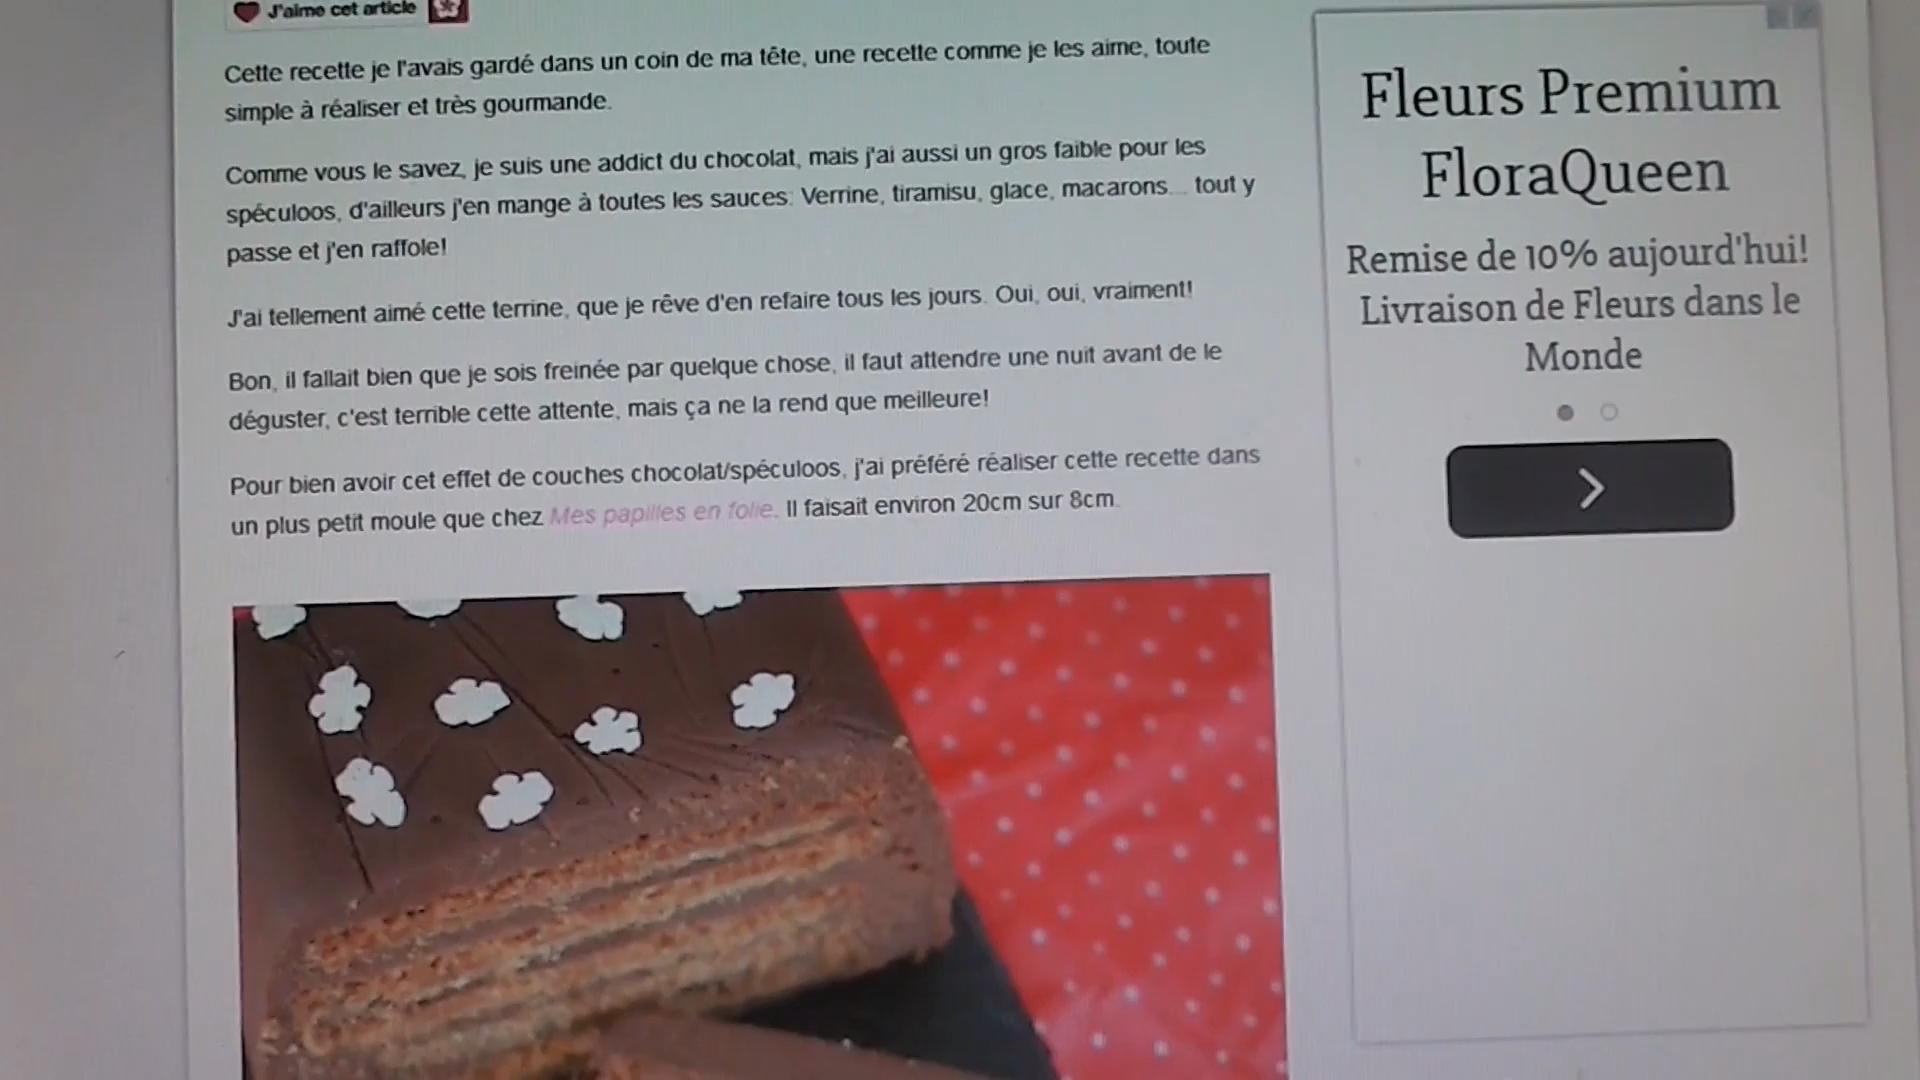 J'aime cet article
Cette recette je l'avais gardé dans un coin de ma tête, une recette comme je les aime, toute
simple à réaliser et très gourmande.
Comme vous le savez, je suis une addict du chocolat, mais j'ai aussi un gros faible pour les
spéculoos, d'ailleurs j'en mange à toutes les sauces: Verrine, tiramisu, glace, macarons... tout y
passe et j'en raffole!
J'ai tellement aimé cette terrine, que je rêve d'en refaire tous les jours. Oui, oui, vraiment!
Bon, il fallait bien que je sois freinée par quelque chose, il faut attendre une nuit avant de le
déguster, c'est terrible cette attente, mais ça ne la rend que meilleure!
Pour bien avoir cet effet de couches chocolat/spéculoos, j'ai préféré réaliser cette recette dans
un plus petit moule que chez Mes papilles en folie. Il faisait environ 20cm sur 8cm.
Fleurs Premium
FloraQueen
Remise de 10% aujourd'hui!
Livraison de Fleurs dans le
Monde